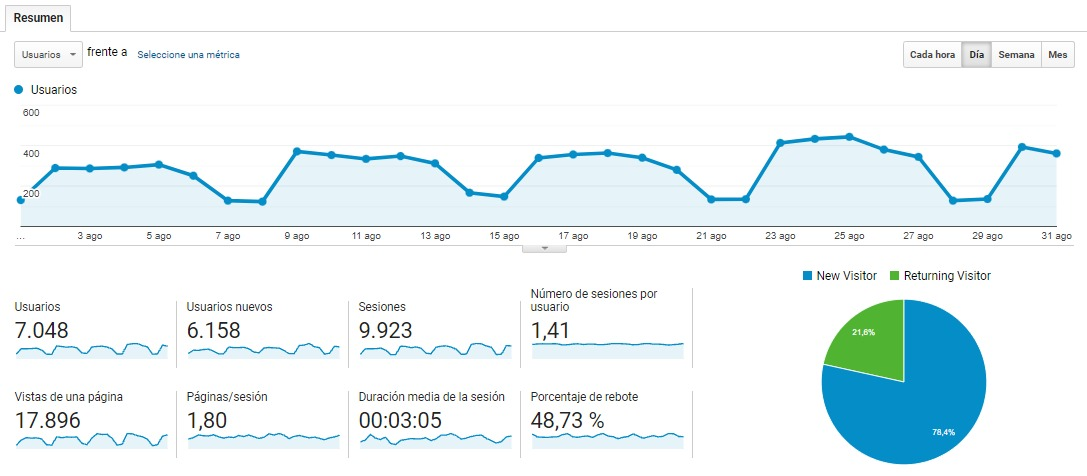 Resumen
Usuarios frente a Seleccione una métrica Cada hora Día Semana Mes
Usuarios
600
400
200
... 3 ago 5 ago 7 ago 9 ago 11 ago 13 ago 15 ago 17 ago 19 ago 21 ago 23 ago 25 ago 27 ago 29 ago 31 ago
New Visitor Returning Visitor
Usuarios
7.048
Usuarios nuevos
6.158
Sesiones
9.923
Número de sesiones por
usuario
1,41
Vistas de una página
17.896
Páginas/sesión
1,80
Duración media de la sesión
00:03:05
Porcentaje de rebote
48,73 %
21,6%
78,4%